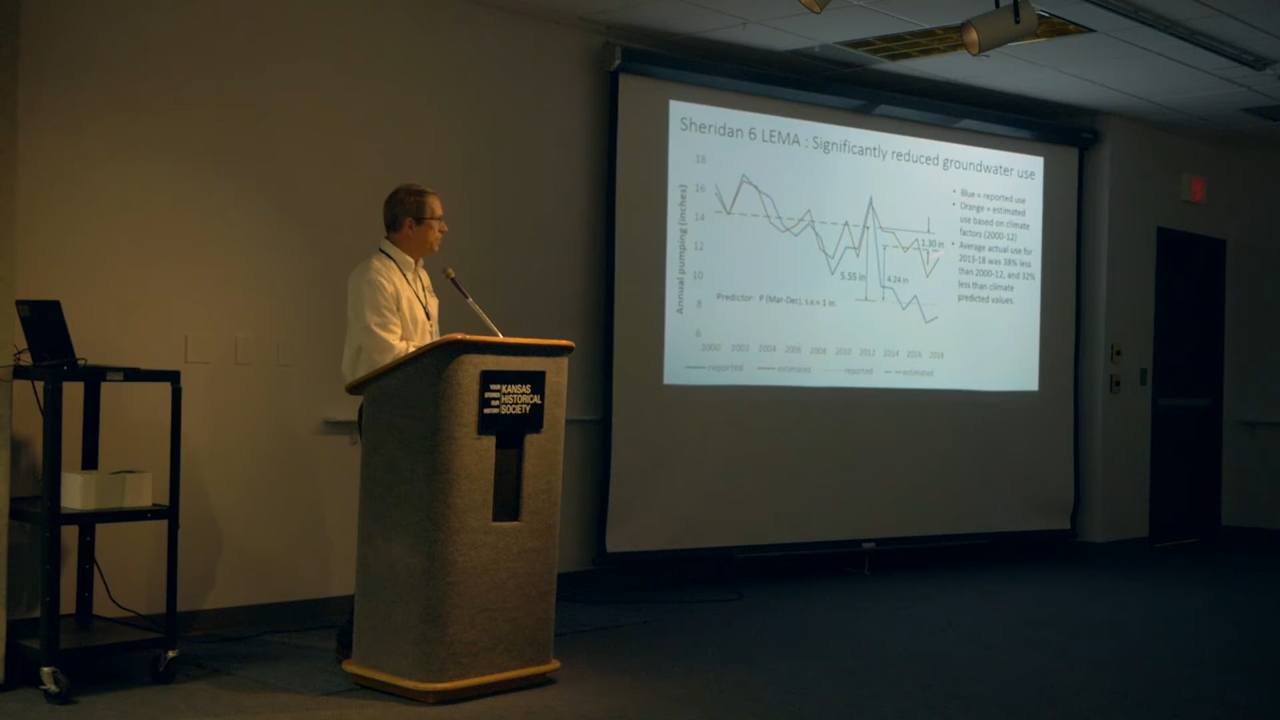 YOUR
STORIES
OUR
HISTORY
KANSAS
HISTORICAL
SOCIETY
Sheridan 6 LEMA : Significantly reduced groundwater use
18
16
14
12
10
8
6
Annual pumping (inches)
1.30 in
5.55 in
4.24 in
Predictor: P (Mar-Dec), s.e.= 1 in.
2000 2002 2004 2006 2008 2010 2012 2014 2016 2018
reported estimated reported estimated
• Blue = reported use
• Orange = estimated
use based on climate
factors (2000-12)
• Average actual use for
2013-18 was 38% less
than 2000-12, and 32%
less than climate
predicted values.